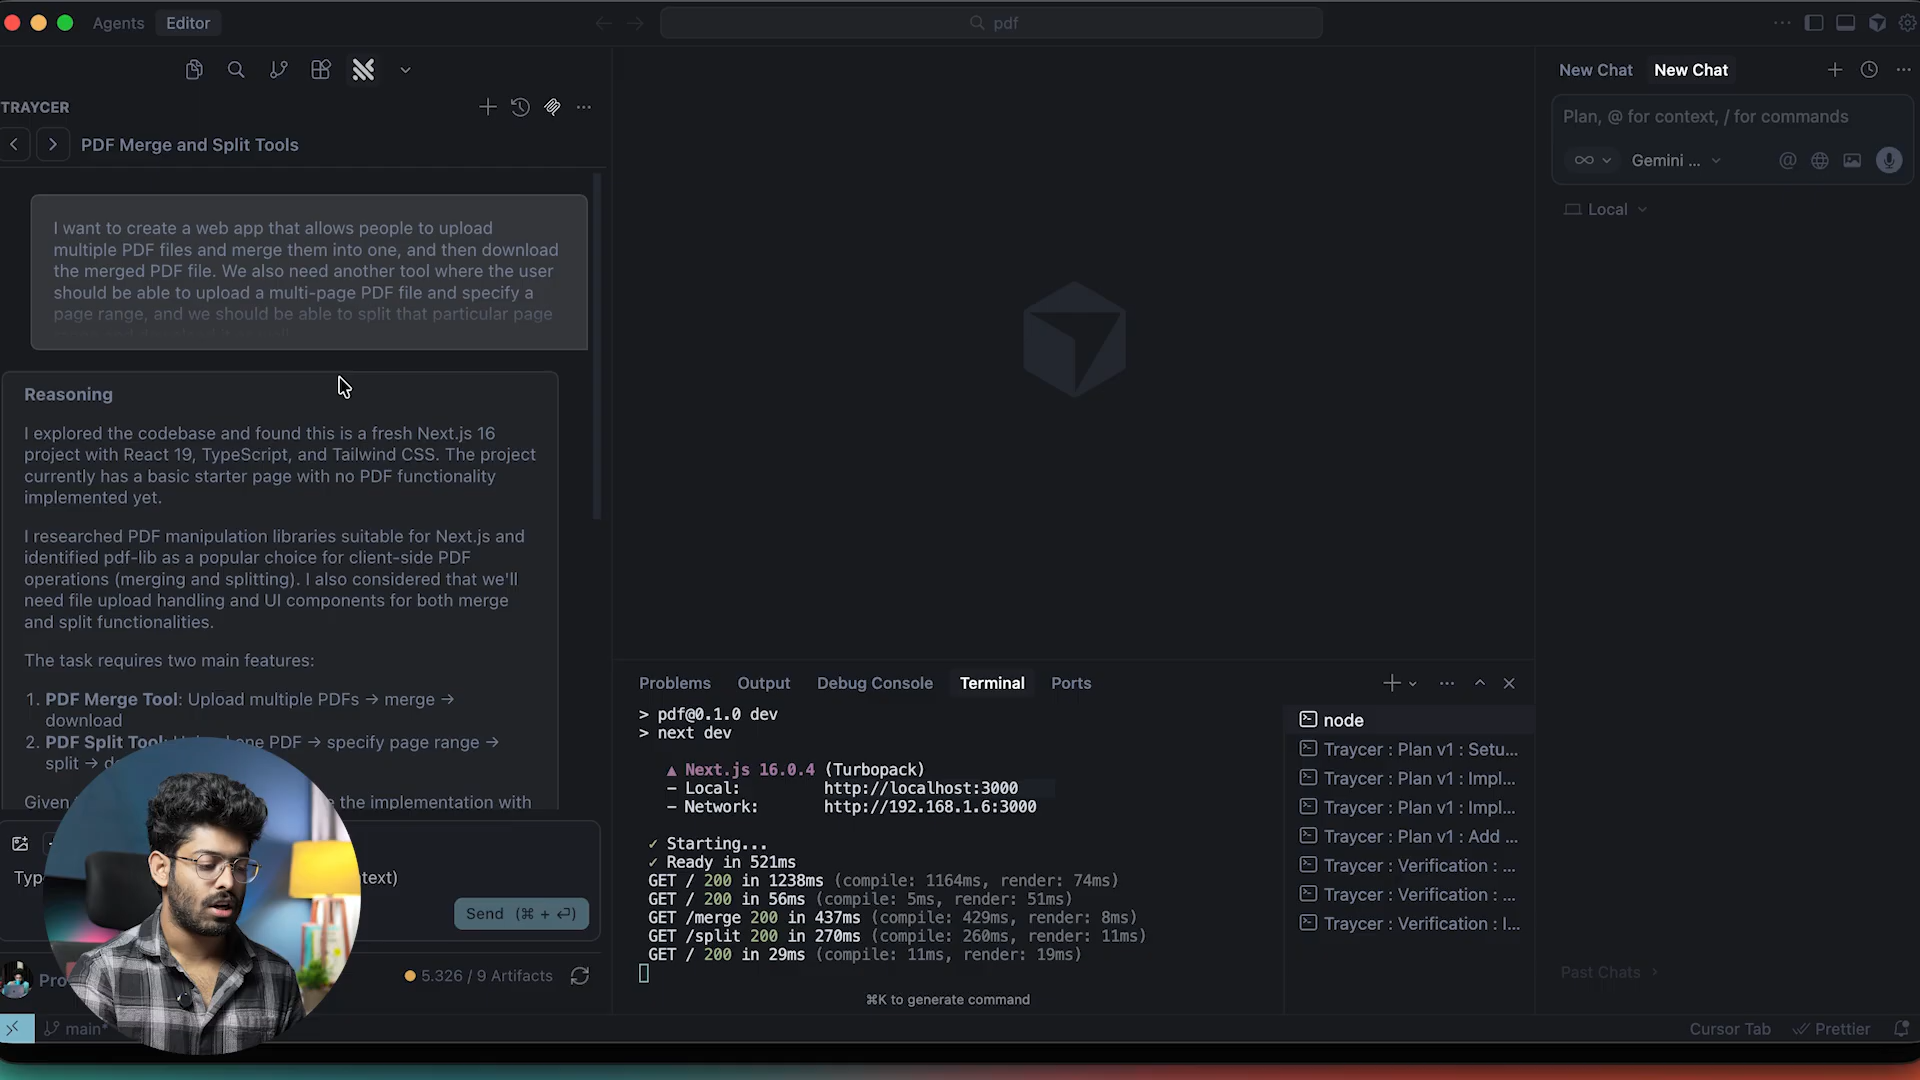 Agents
Editor
pdf
TRAYCER
PDF Merge and Split Tools
I want to create a web app that allows people to upload
multiple PDF files and merge them into one, and then download
the merged PDF file. We also need another tool where the user
should be able to upload a multi-page PDF file and specify a
page range, and we should be able to split that particular page
Reasoning
I explored the codebase and found this is a fresh Next.js 16
project with React 19, TypeScript, and Tailwind CSS. The project
currently has a basic starter page with no PDF functionality
implemented yet.
I researched PDF manipulation libraries suitable for Next.js and
identified pdf-lib as a popular choice for client-side PDF
operations (merging and splitting). I also considered that we'll
need file upload handling and UI components for both merge
and split functionalities.
The task requires two main features:
1. PDF Merge Tool: Upload multiple PDFs → merge →
download
2. PDF Split Tool one PDF → specify page range →
split →
Given the implementation with
Send (⌘ + ⏎)
5.326 / 9 Artifacts
main*
Problems
Output
Debug Console
Terminal
Ports
> pdf@0.1.0 dev
> next dev
▲ Next.js 16.0.4 (Turbopack)
– Local: http://localhost:3000
– Network: http://192.168.1.6:3000
✓ Starting...
✓ Ready in 521ms
GET / 200 in 1238ms (compile: 1164ms, render: 74ms)
GET / 200 in 56ms (compile: 5ms, render: 51ms)
GET /merge 200 in 437ms (compile: 429ms, render: 8ms)
GET /split 200 in 270ms (compile: 260ms, render: 11ms)
GET / 200 in 29ms (compile: 11ms, render: 19ms)
⌘K to generate command
node
Traycer : Plan v1 : Setu...
Traycer : Plan v1 : Impl...
Traycer : Plan v1 : Impl...
Traycer : Plan v1 : Add ...
Traycer : Verification : ...
Traycer : Verification : ...
Traycer : Verification : I...
New Chat
New Chat
Plan, @ for context, / for commands
Gemini ...
Local
Past Chats
Cursor Tab
Prettier